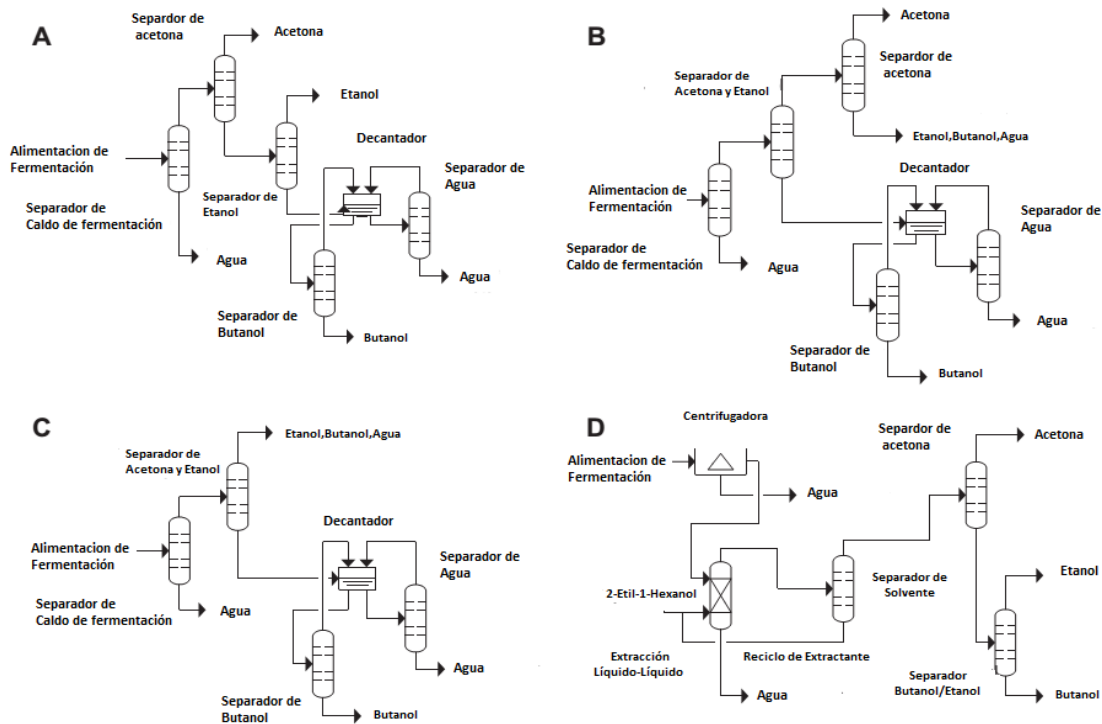 A
Separdor de
acetona
Acetona
Etanol
Decantador
Alimentacion de
Fermentación
Separador de
Agua
Separador de
Etanol
Separador de
Caldo de fermentación
Agua
Agua
Separador de
Butanol
Butanol
B
Acetona
Separdor de
acetona
Separador de
Acetona y Etanol
Etanol,Butanol,Agua
Decantador
Alimentacion de
Fermentación
Separador de
Agua
Separador de
Caldo de fermentación
Agua
Agua
Separador de
Butanol
Butanol
C
Etanol,Butanol,Agua
Separador de
Acetona y Etanol
Decantador
Alimentacion de
Fermentación
Separador de
Agua
Separador de
Caldo de fermentación
Agua
Agua
Separador de
Butanol
Butanol
D
Centrifugadora
Separdor de
acetona
Acetona
Alimentacion de
Fermentación
Agua
2-Etil-1-Hexanol
Separador de
Solvente
Etanol
Extracción
Líquido-Líquido
Reciclo de Extractante
Agua
Separador
Butanol/Etanol
Butanol